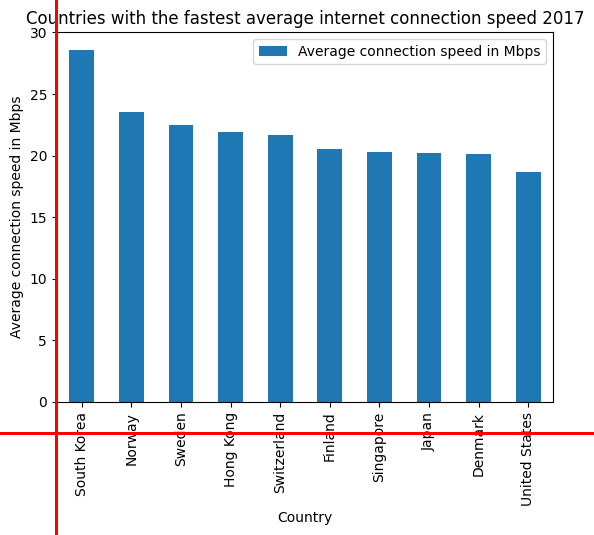 Countries with the fastest average internet connection speed 2017
Average connection speed in Mbps
Average connection speed in Mbps
30
25
20
15
10
5
0
South Korea
Norway
Sweden
Hong Kong
Switzerland
Finland
Singapore
Japan
Denmark
United States
Country